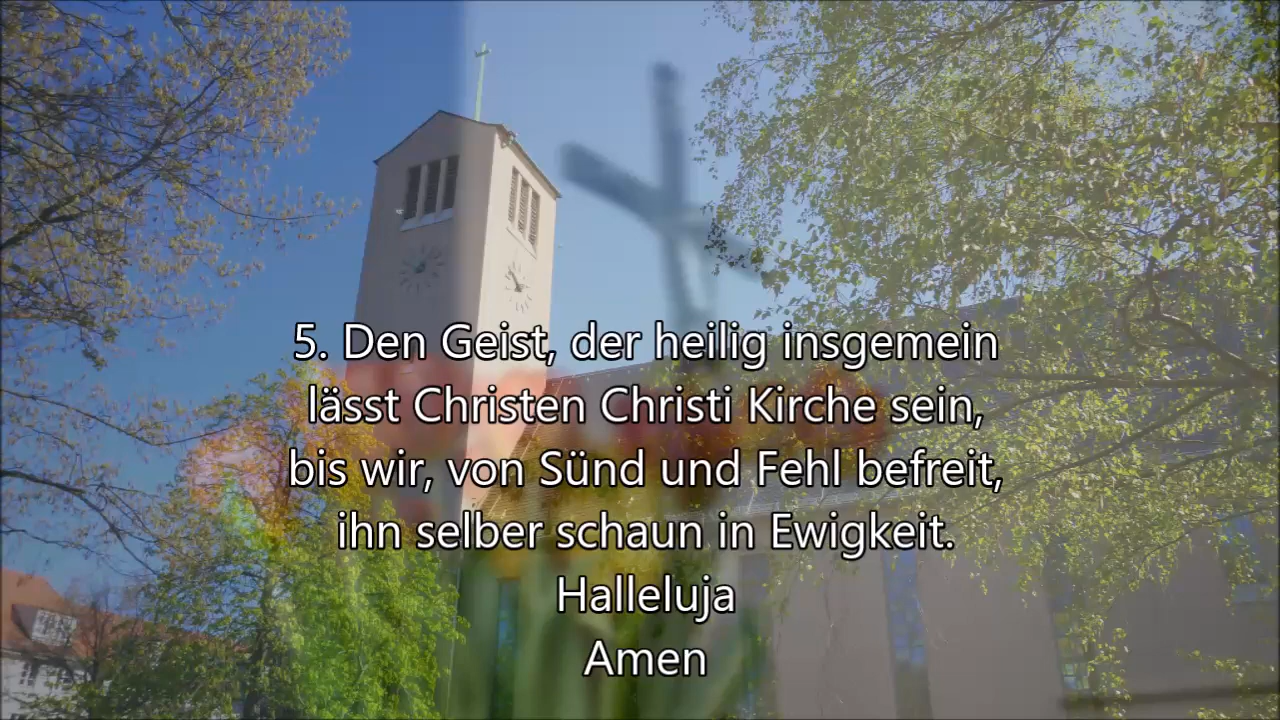 5. Den Geist, der heilig insgemein
lässt Christen Christi Kirche sein,
bis wir, von Sünd und Fehl befreit,
ihn selber schaun in Ewigkeit.
Halleluja
Amen